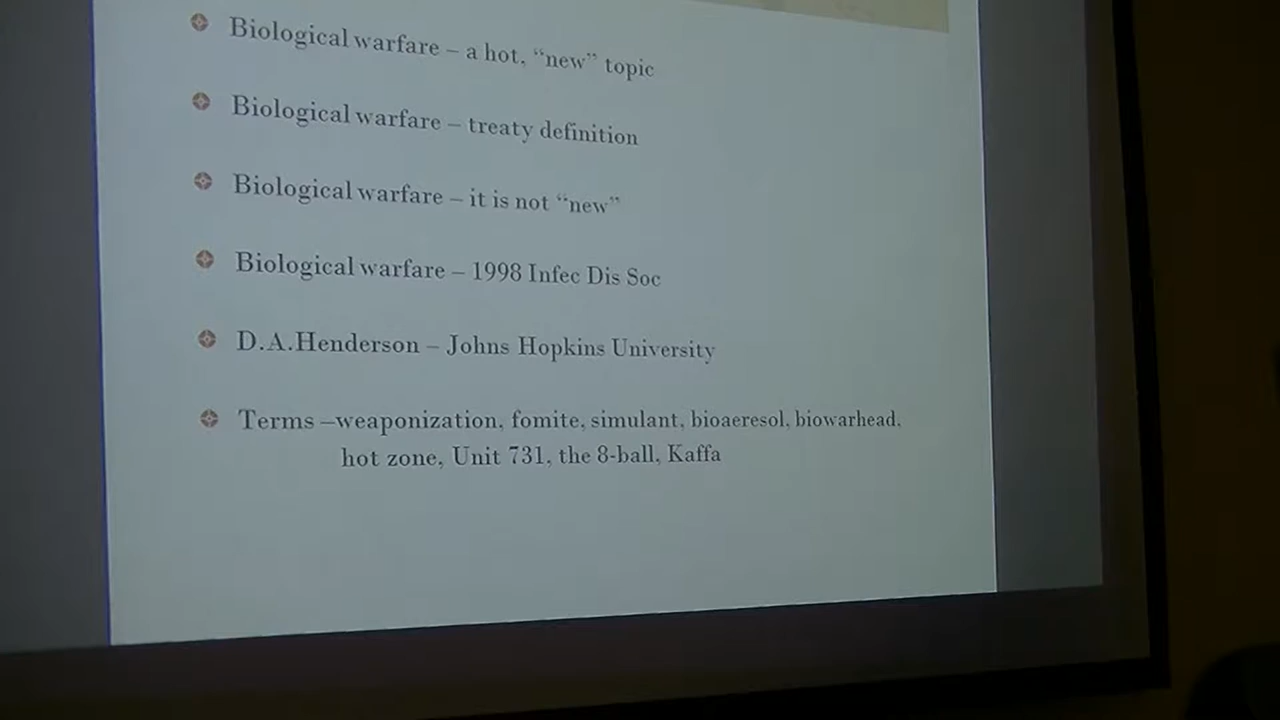 Biological warfare – a hot, “new” topic
Biological warfare – treaty definition
Biological warfare – it is not “new”
Biological warfare – 1998 Infec Dis Soc
D.A.Henderson – Johns Hopkins University
Terms –weaponization, fomite, simulant, bioaeresol, biowarhead,
hot zone, Unit 731, the 8-ball, Kaffa